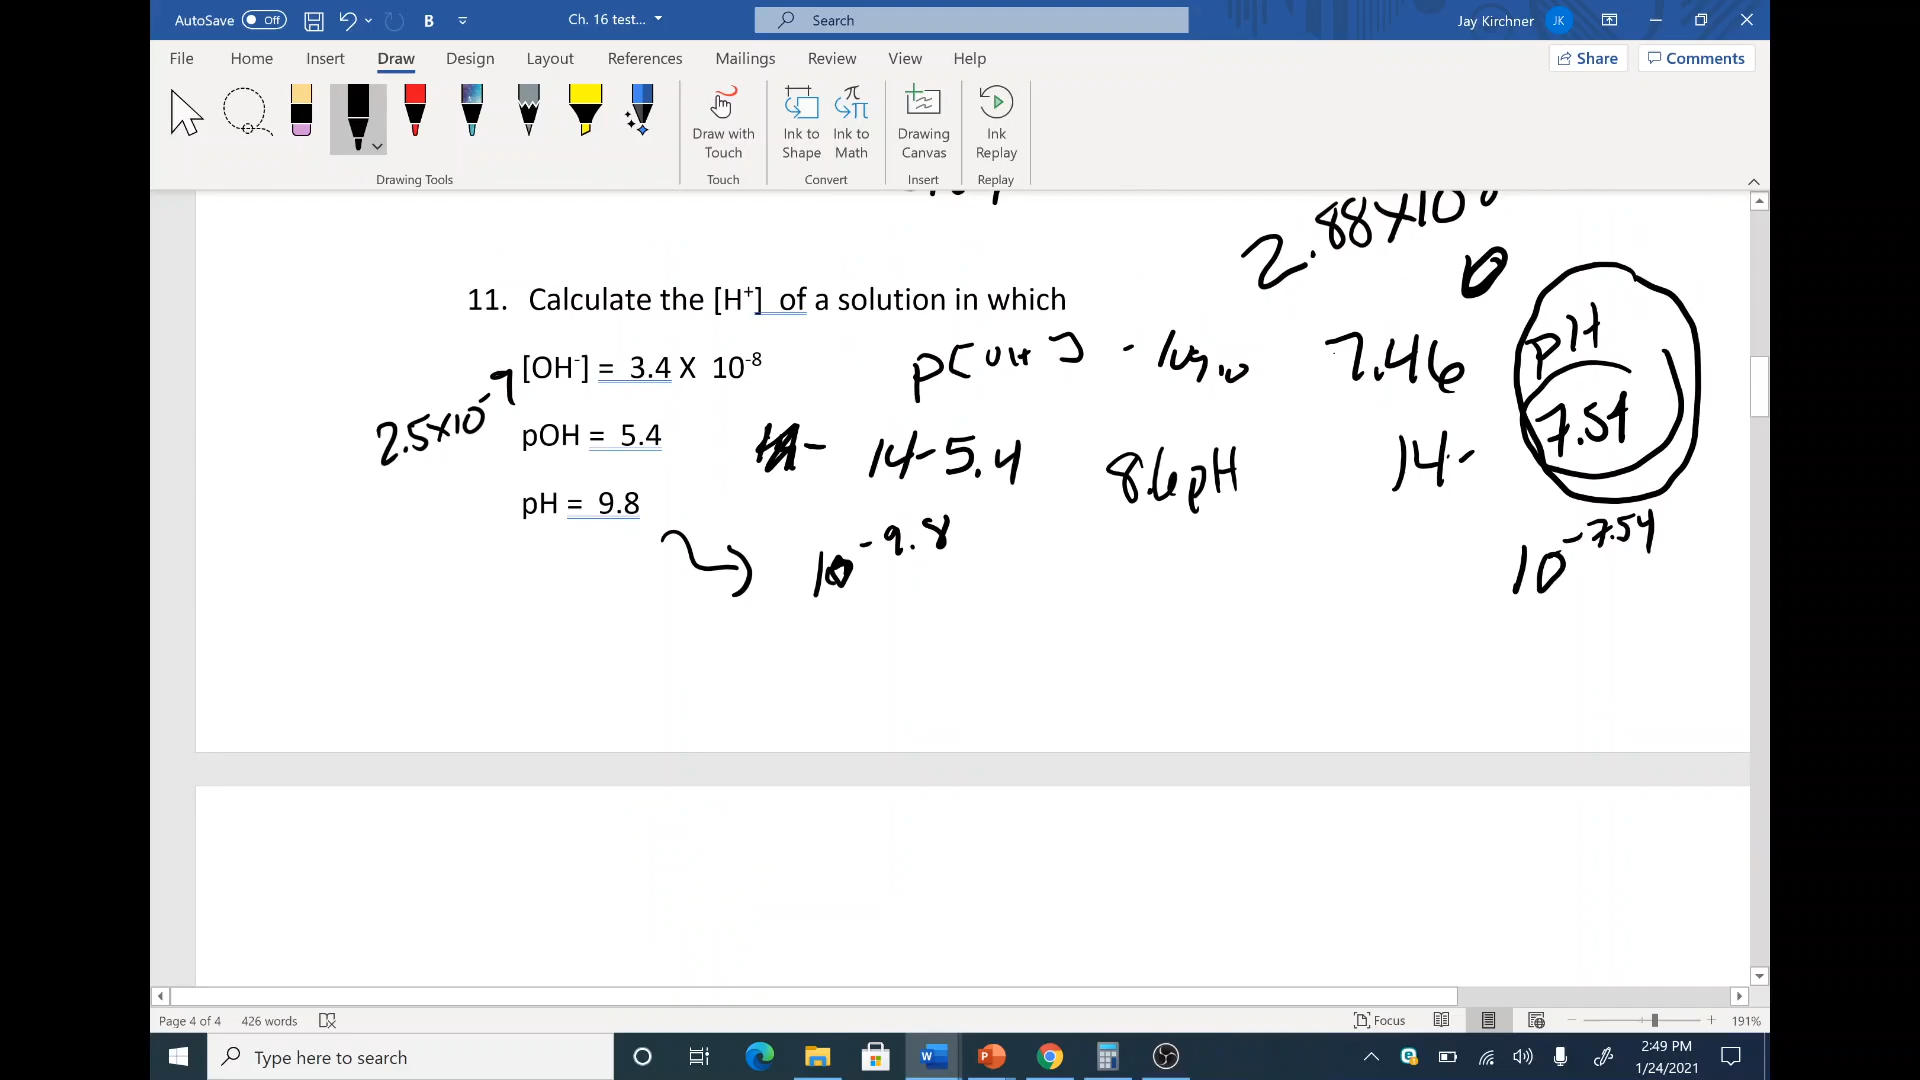 AutoSave Off B Ch. 16 test... Search Jay Kirchner JK
File Home Insert Draw Design Layout References Mailings Review View Help Share Comments
Draw with Touch Ink to Shape Ink to Math Drawing Canvas Ink Replay
Drawing Tools Touch Convert Insert Replay
2.88X10
11. Calculate the [H⁺] of a solution in which
[OH⁻] = 3.4 X 10⁻⁸ p[OH] - log₁₀ 7.46 pH
2.5X10⁻⁹ 7.54
pOH = 5.4 14-5.4 8.6pH 14-
pH = 9.8
10⁻⁹·⁸ 10⁻⁷·⁵⁴
Page 4 of 4 426 words Focus 191%
Type here to search 2:49 PM
1/24/2021